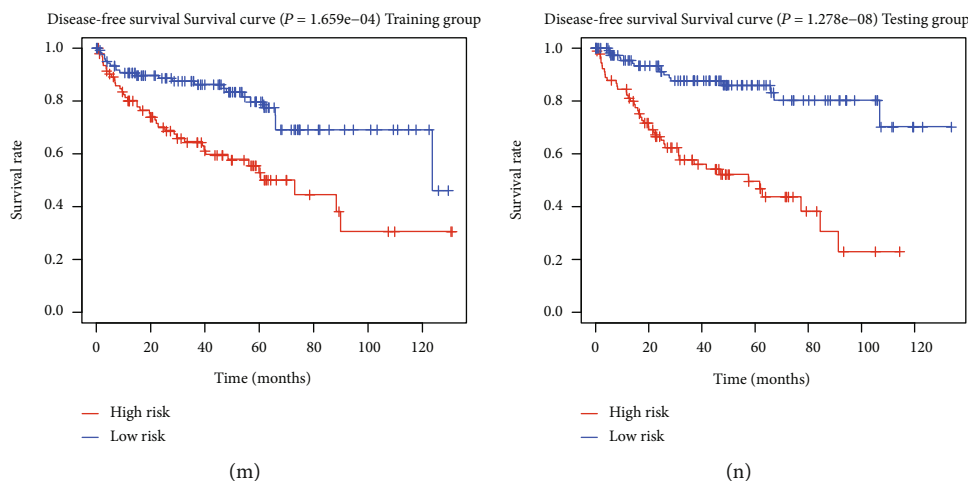 Disease-free survival Survival curve (P = 1.659e−04) Training group
1.0
0.8
0.6
0.4
0.2
0.0
Survival rate
0 20 40 60 80 100 120
Time (months)
High risk
Low risk
(m)
Disease-free survival Survival curve (P = 1.278e−08) Testing group
1.0
0.8
0.6
0.4
0.2
0.0
Survival rate
0 20 40 60 80 100 120
Time (months)
High risk
Low risk
(n)